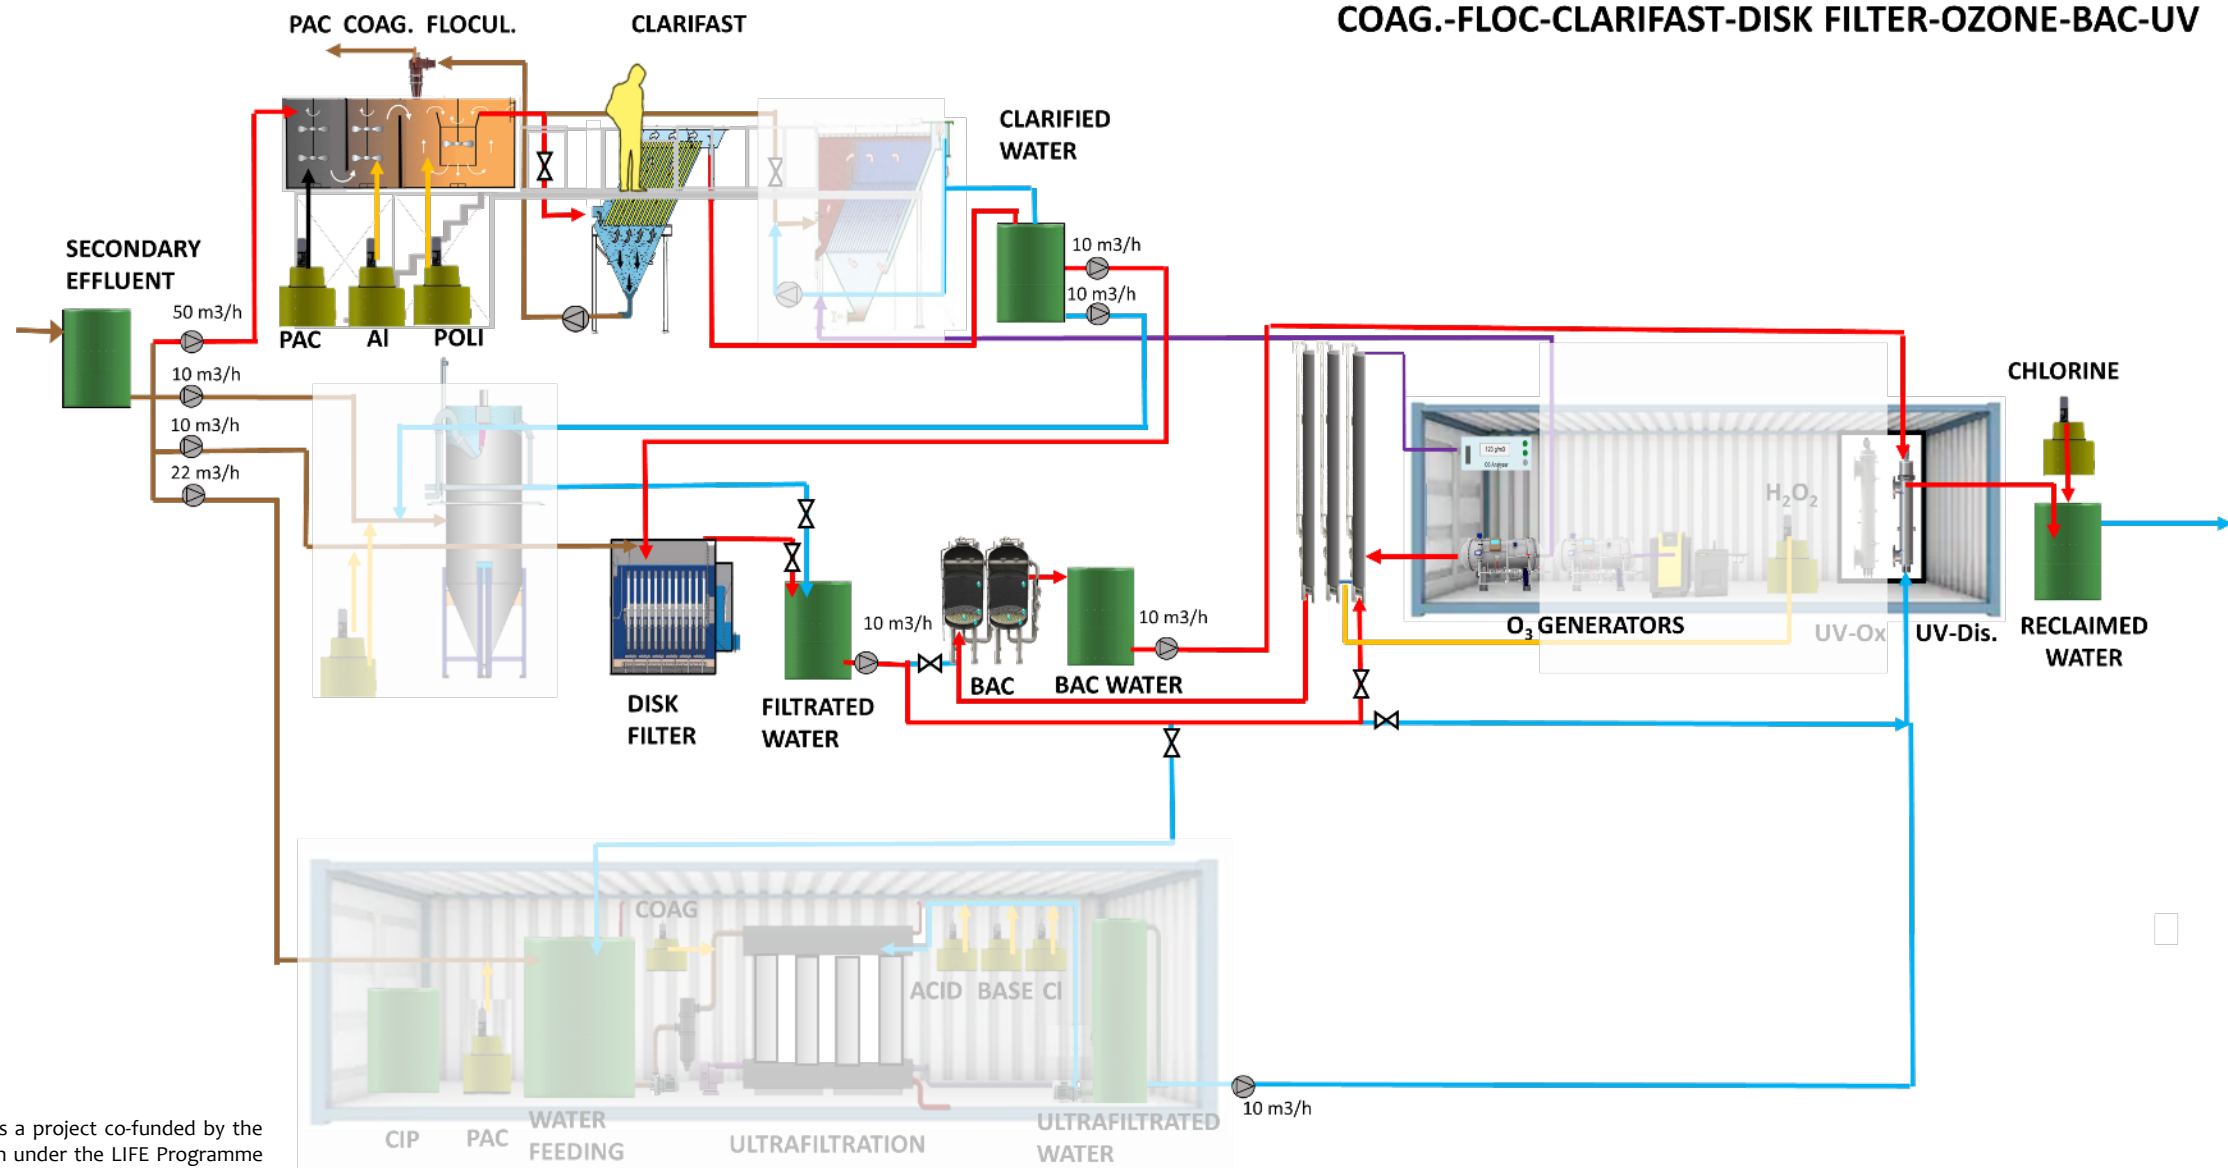 COAG.-FLOC-CLARIFAST-DISK FILTER-OZONE-BAC-UV
PAC COAG. FLOCUL.
CLARIFAST
CLARIFIED
WATER
SECONDARY
EFFLUENT
50 m3/h
10 m3/h
10 m3/h
22 m3/h
PAC
Al
POLI
10 m3/h
10 m3/h
CHLORINE
H₂O₂
O₃ GENERATORS
UV-Ox
UV-Dis.
RECLAIMED
WATER
DISK
FILTER
FILTRATED
WATER
10 m3/h
BAC
BAC WATER
10 m3/h
COAG
ACID
BASE
Cl
CIP
PAC
WATER
FEEDING
ULTRAFILTRATION
ULTRAFILTRATED
WATER
10 m3/h
s a project co-funded by the
n under the LIFE Programme